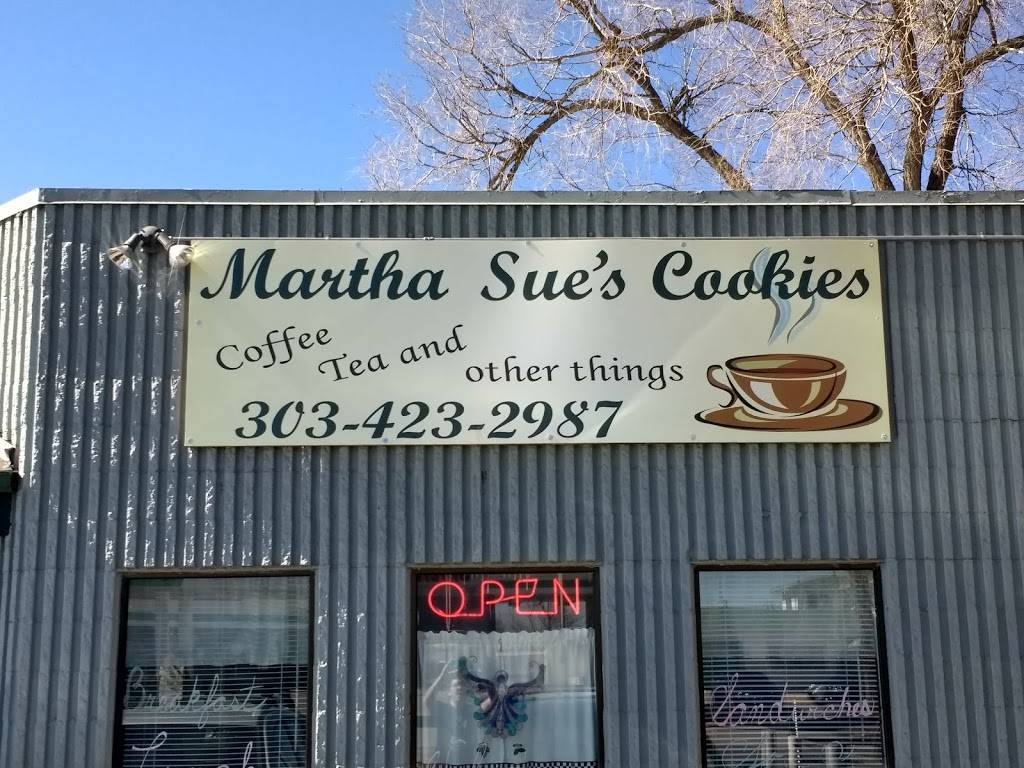 Martha Sue's Cookies
Coffee
Tea and
other things
303-423-2987
OPEN
Breakfast
Sandwiches